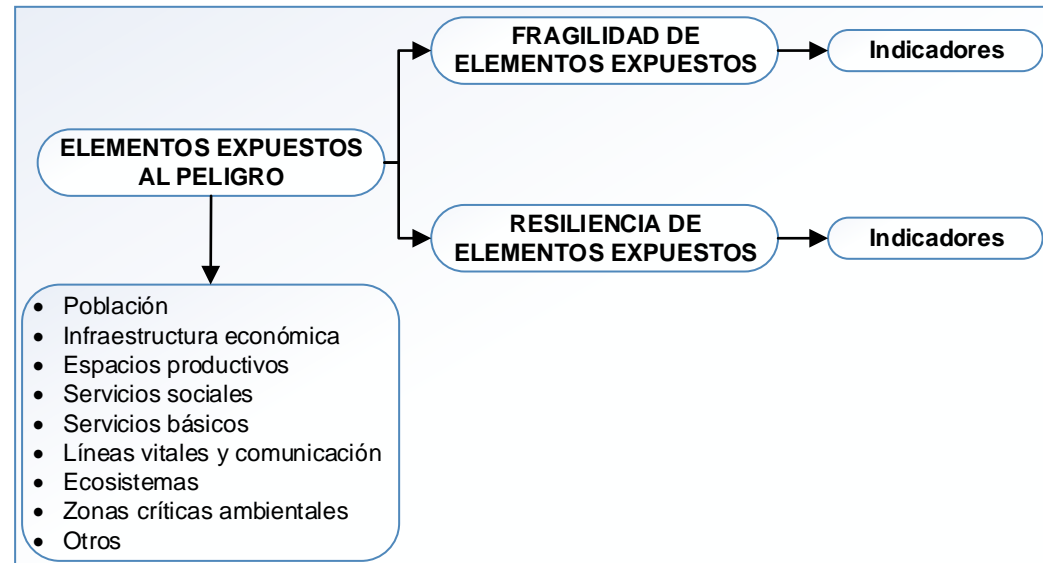 FRAGILIDAD DE
ELEMENTOS EXPUESTOS
Indicadores
ELEMENTOS EXPUESTOS
AL PELIGRO
RESILIENCIA DE
ELEMENTOS EXPUESTOS
Indicadores
• Población
• Infraestructura económica
• Espacios productivos
• Servicios sociales
• Servicios básicos
• Líneas vitales y comunicación
• Ecosistemas
• Zonas críticas ambientales
• Otros